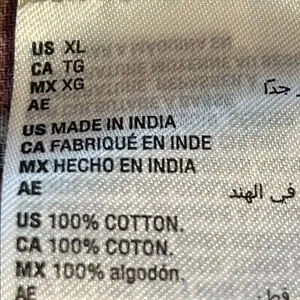 US XL
CA TG
MX XG
AE جدًا
US MADE IN INDIA
CA FABRIQUÉ EN INDE
MX HECHO EN INDIA
AE في الهند
US 100% COTTON.
CA 100% COTON.
MX 100% algodón.
AE